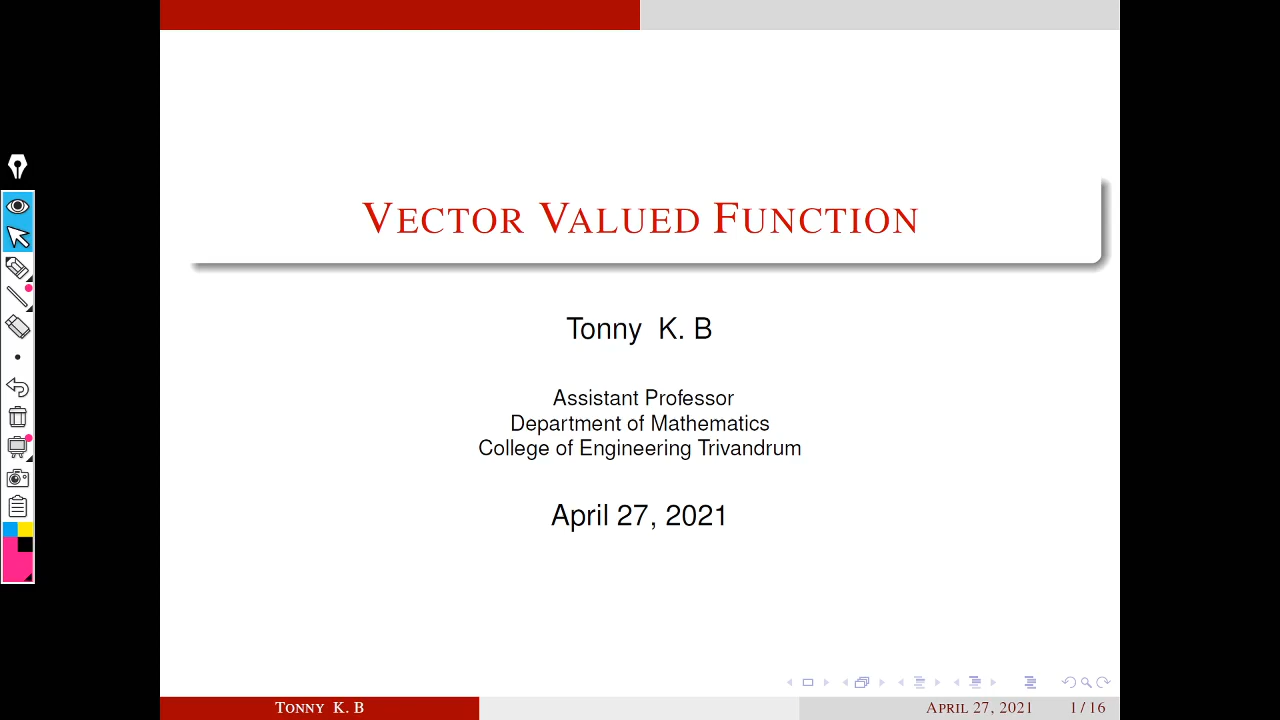 VECTOR VALUED FUNCTION
Tonny K. B
Assistant Professor
Department of Mathematics
College of Engineering Trivandrum
April 27, 2021
TONNY K. B
APRIL 27, 2021
1 / 16